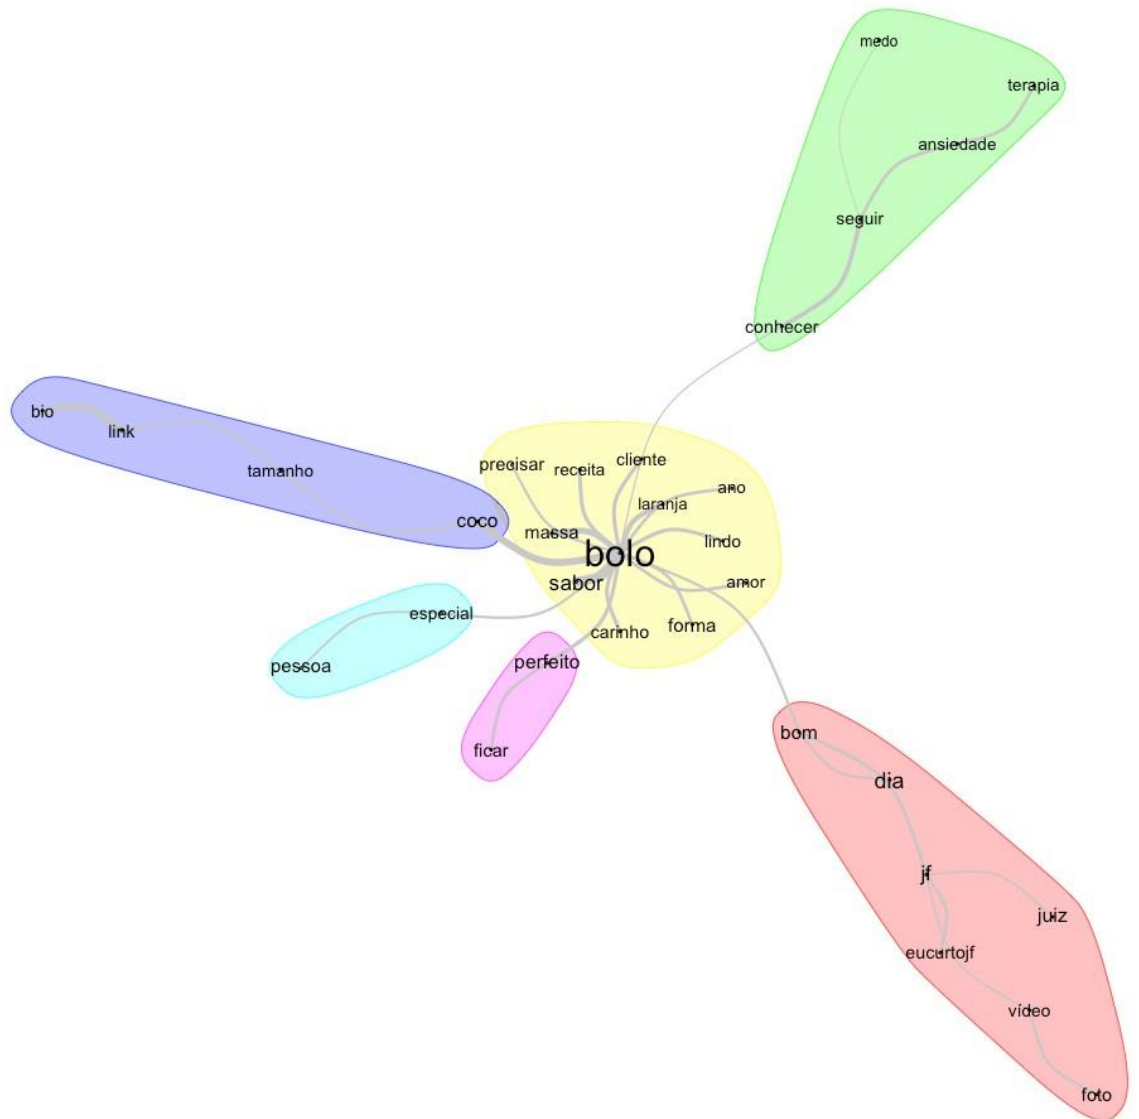 medo
terapia
ansiedade
seguir
conhecer
bio
link
tamanho
coco
precisar
receita
cliente
laranja
ano
massa
lindo
bolo
sabor
amor
carinho
forma
especial
pessoa
perfeito
ficar
bom
dia
jf
juiz
eucurtojf
vídeo
foto